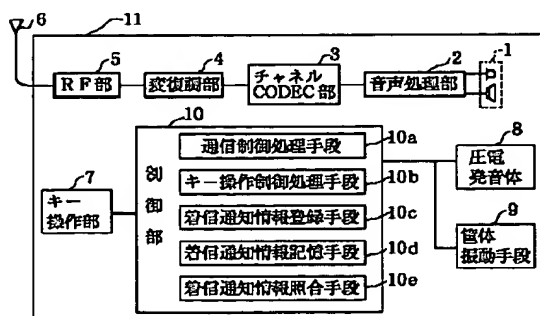 6
11
5
4
3
2
1
RF部
変復調部
チャネル
CODEC部
音声処理部
10
7
キー
操作部
制御部
通信制御処理手段
10a
キー操作制御処理手段
10b
着信通知情報登録手段
10c
着信通知情報記憶手段
10d
着信通知情報照合手段
10e
8
圧電
発音体
9
筐体
振動手段